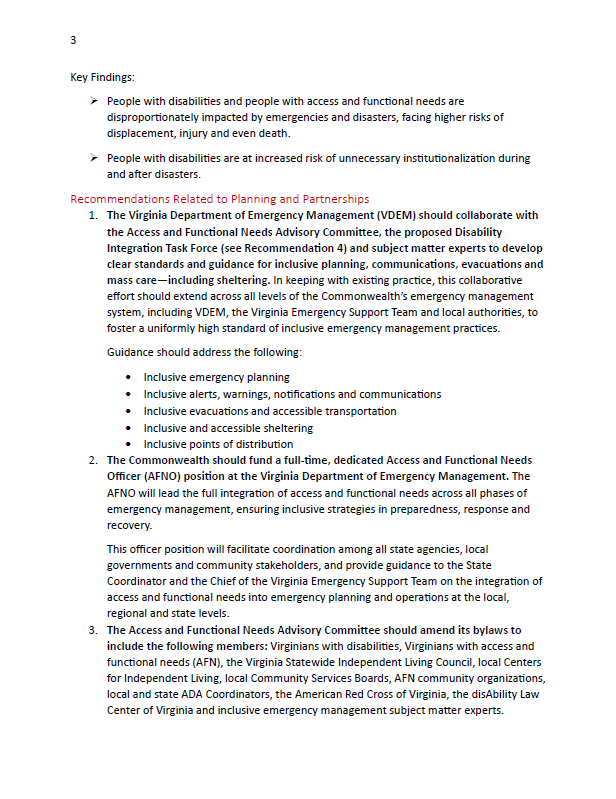 3
Key Findings:
➢ People with disabilities and people with access and functional needs are
disproportionately impacted by emergencies and disasters, facing higher risks of
displacement, injury and even death.
➢ People with disabilities are at increased risk of unnecessary institutionalization during
and after disasters.
Recommendations Related to Planning and Partnerships
1. The Virginia Department of Emergency Management (VDEM) should collaborate with
the Access and Functional Needs Advisory Committee, the proposed Disability
Integration Task Force (see Recommendation 4) and subject matter experts to develop
clear standards and guidance for inclusive planning, communications, evacuations and
mass care—including sheltering. In keeping with existing practice, this collaborative
effort should extend across all levels of the Commonwealth's emergency management
system, including VDEM, the Virginia Emergency Support Team and local authorities, to
foster a uniformly high standard of inclusive emergency management practices.
Guidance should address the following:
• Inclusive emergency planning
• Inclusive alerts, warnings, notifications and communications
• Inclusive evacuations and accessible transportation
• Inclusive and accessible sheltering
• Inclusive points of distribution
2. The Commonwealth should fund a full-time, dedicated Access and Functional Needs
Officer (AFNO) position at the Virginia Department of Emergency Management. The
AFNO will lead the full integration of access and functional needs across all phases of
emergency management, ensuring inclusive strategies in preparedness, response and
recovery.
This officer position will facilitate coordination among all state agencies, local
governments and community stakeholders, and provide guidance to the State
Coordinator and the Chief of the Virginia Emergency Support Team on the integration of
access and functional needs into emergency planning and operations at the local,
regional and state levels.
3. The Access and Functional Needs Advisory Committee should amend its bylaws to
include the following members: Virginians with disabilities, Virginians with access and
functional needs (AFN), the Virginia Statewide Independent Living Council, local Centers
for Independent Living, local Community Services Boards, AFN community organizations,
local and state ADA Coordinators, the American Red Cross of Virginia, the disAbility Law
Center of Virginia and inclusive emergency management subject matter experts.